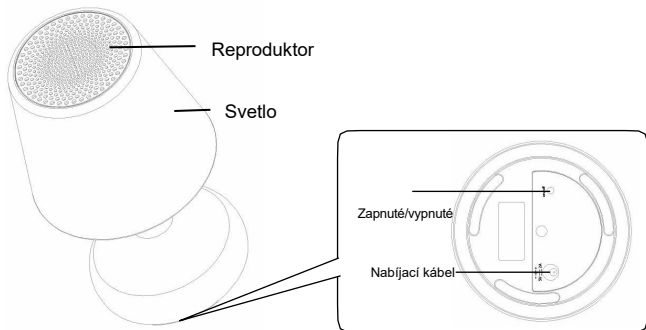 Reproduktor
Svetlo
Zapnuté/vypnuté
Nabíjací kábel